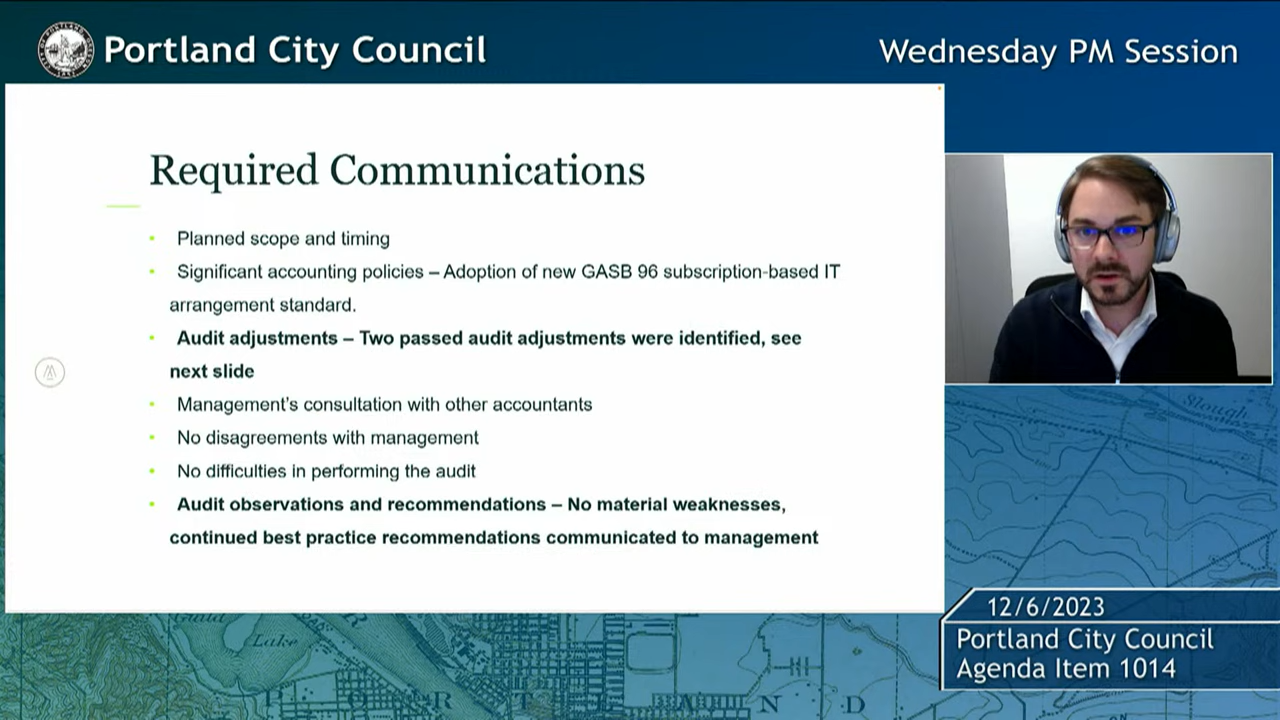 Portland City Council
Wednesday PM Session
Required Communications
• Planned scope and timing
• Significant accounting policies – Adoption of new GASB 96 subscription-based IT
arrangement standard.
• Audit adjustments – Two passed audit adjustments were identified, see
next slide
• Management's consultation with other accountants
• No disagreements with management
• No difficulties in performing the audit
• Audit observations and recommendations – No material weaknesses,
continued best practice recommendations communicated to management
Slough
12/6/2023
Portland City Council
Agenda Item 1014
Guild
Lake
P O R T L A N D